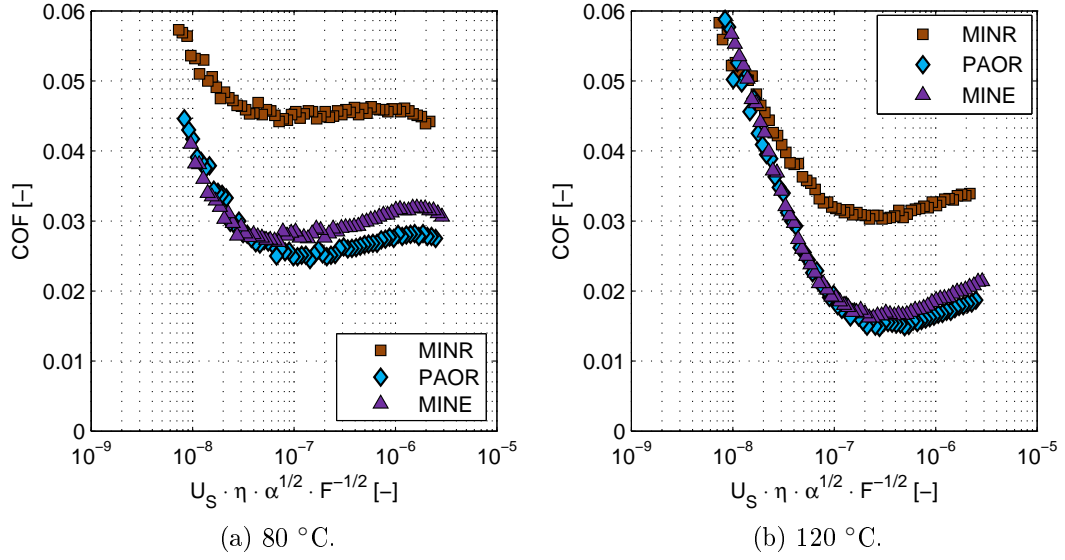 0.06
0.05
0.04
0.03
0.02
0.01
0
COF [−]
MINR
PAOR
MINE
10⁻⁹ 10⁻⁸ 10⁻⁷ 10⁻⁶ 10⁻⁵
U_S · η · α^1/2 · F^−1/2 [−]
(a) 80 °C.
0.06
0.05
0.04
0.03
0.02
0.01
0
COF [−]
MINR
PAOR
MINE
10⁻⁹ 10⁻⁸ 10⁻⁷ 10⁻⁶ 10⁻⁵
U_S · η · α^1/2 · F^−1/2 [−]
(b) 120 °C.